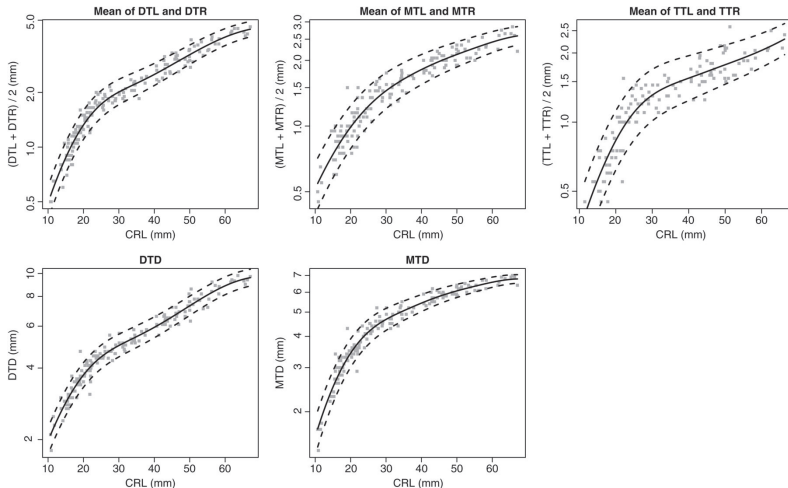 Mean of DTL and DTR
(DTL + DTR) / 2 (mm)
5.0
2.0
1.0
0.5
10 20 30 40 50 60
CRL (mm)
Mean of MTL and MTR
(MTL + MTR) / 2 (mm)
3.0
2.5
2.0
1.5
1.0
0.5
10 20 30 40 50 60
CRL (mm)
Mean of TTL and TTR
(TTL + TTR) / 2 (mm)
2.5
2.0
1.5
1.0
0.5
10 20 30 40 50 60
CRL (mm)
DTD
DTD (mm)
10
8
6
4
2
10 20 30 40 50 60
CRL (mm)
MTD
MTD (mm)
7
6
5
4
3
2
10 20 30 40 50 60
CRL (mm)